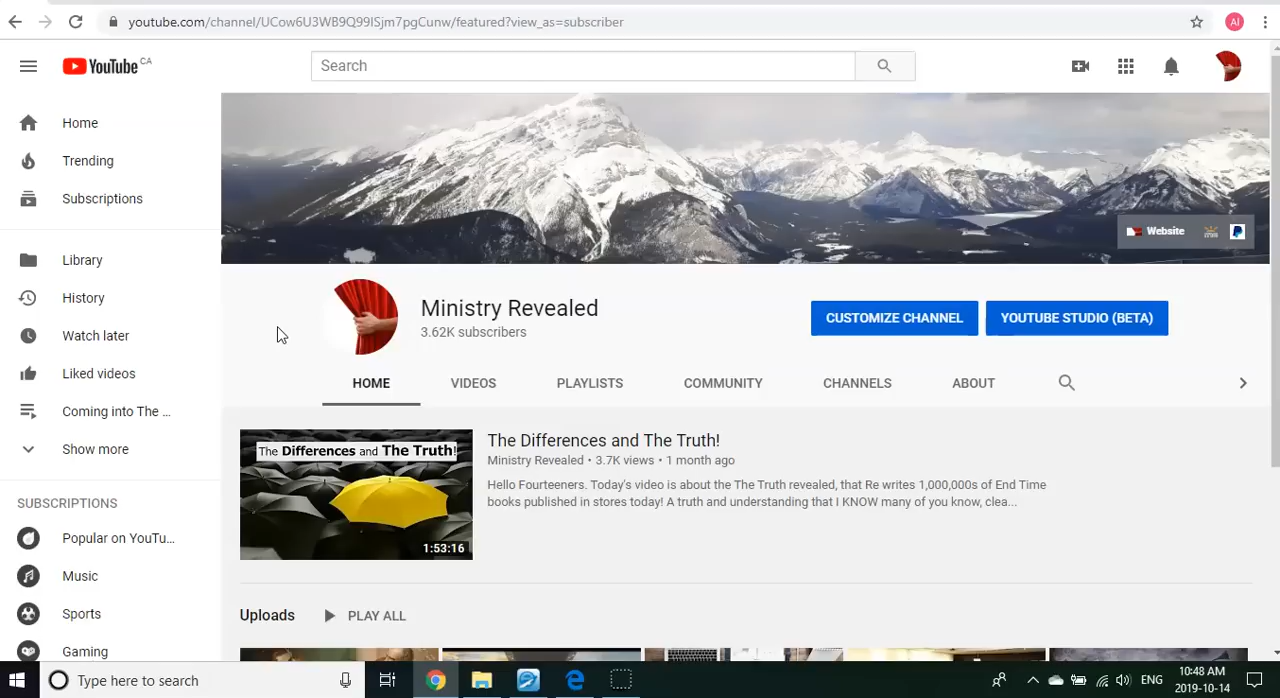 youtube.com/channel/UCow6U3WB9Q99ISjm7pgCunw/featured?view_as=subscriber
AI
YouTube CA
Search
Home
Trending
Subscriptions
Library
History
Watch later
Liked videos
Coming into The ...
Show more
SUBSCRIPTIONS
Popular on YouTu...
Music
Sports
Gaming
Website
Ministry Revealed
3.62K subscribers
CUSTOMIZE CHANNEL
YOUTUBE STUDIO (BETA)
HOME VIDEOS PLAYLISTS COMMUNITY CHANNELS ABOUT
The Differences and The Truth!
1:53:16
The Differences and The Truth!
Ministry Revealed • 3.7K views • 1 month ago
Hello Fourteeners. Today's video is about the The Truth revealed, that Re writes 1,000,000s of End Time
books published in stores today! A truth and understanding that I KNOW many of you know, clea...
Uploads PLAY ALL
Type here to search
ENG
10:48 AM
2019-10-14